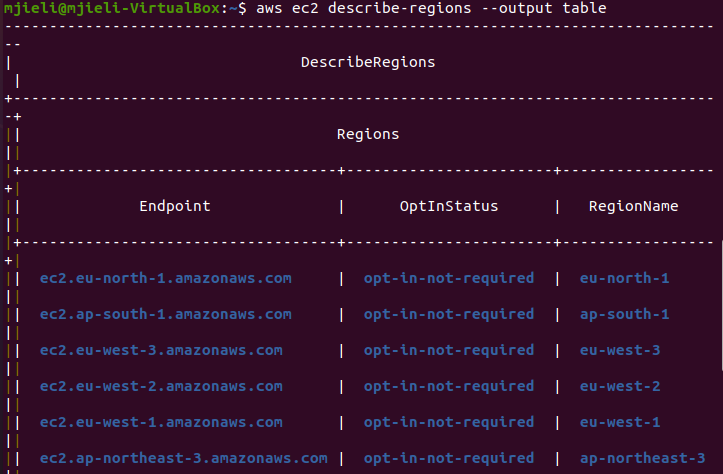 mjieli@mjieli-VirtualBox:~$ aws ec2 describe-regions --output table
------------------------------------------------------------------------------
--
|                                DescribeRegions
 |
+-----------------------------------------------------------------------------
-+
||                                   Regions
||
|+-----------------------------------+------------------------+-----------------
+|
||             Endpoint              |      OptInStatus      |   RegionName
||
|+-----------------------------------+------------------------+-----------------
+|
||  ec2.eu-north-1.amazonaws.com     |  opt-in-not-required  |  eu-north-1
||
||  ec2.ap-south-1.amazonaws.com     |  opt-in-not-required  |  ap-south-1
||
||  ec2.eu-west-3.amazonaws.com      |  opt-in-not-required  |  eu-west-3
||
||  ec2.eu-west-2.amazonaws.com      |  opt-in-not-required  |  eu-west-2
||
||  ec2.eu-west-1.amazonaws.com      |  opt-in-not-required  |  eu-west-1
||
||  ec2.ap-northeast-3.amazonaws.com |  opt-in-not-required  |  ap-northeast-3
||